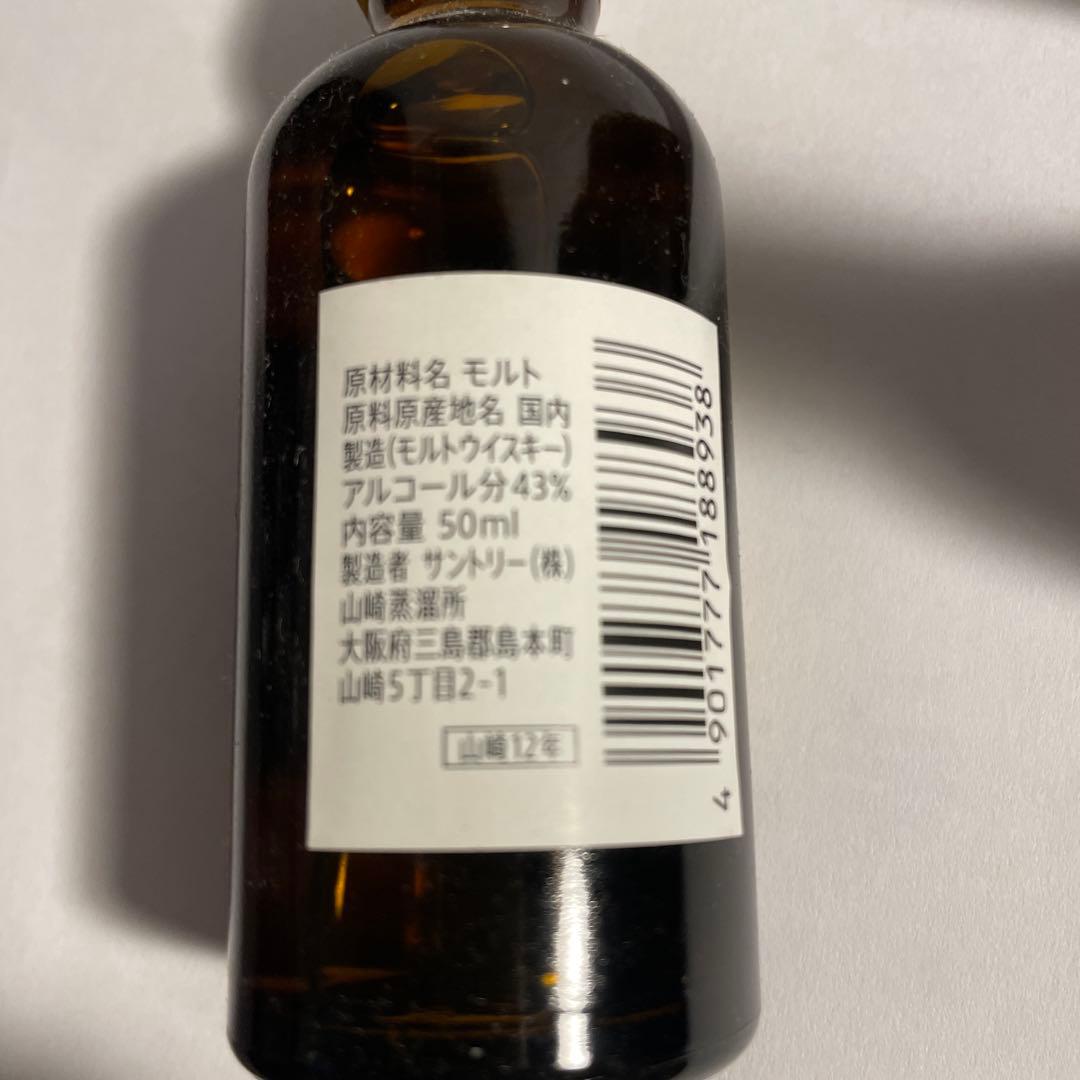 原材料名 モルト
原料原産地名 国内
製造(モルトウイスキー)
アルコール分43%
内容量 50ml
製造者 サントリー(株)
山崎蒸溜所
大阪府三島郡島本町
山崎5丁目2-1
山崎12年
4 901777 188938